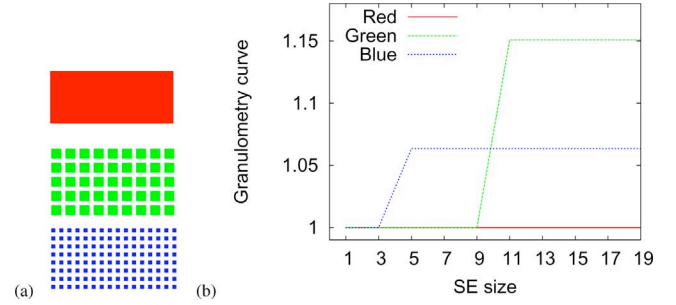 (a)
(b)
Granulometry curve
Red
Green
Blue
1.15
1.1
1.05
1
1 3 5 7 9 11 13 15 17 19
SE size